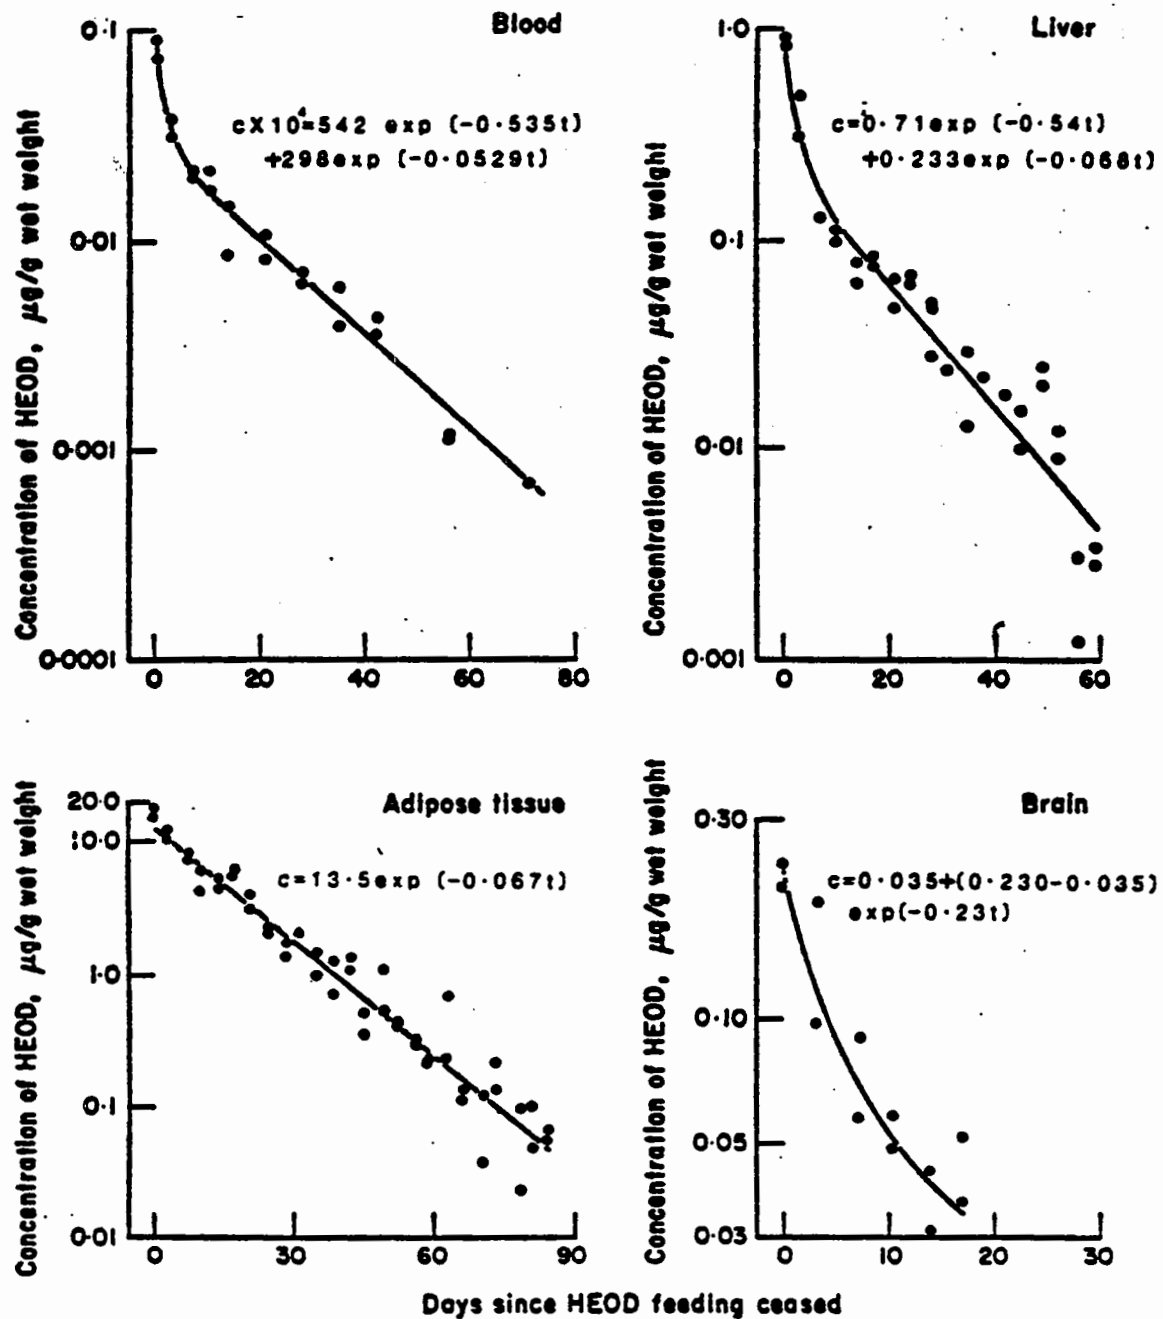 Blood
Concentration of HEOD, µg/g wet weight
0·1
0·01
0·001
0·0001
cX10⁴=542 exp (-0·535t)
+298exp (-0·0529t)
0 20 40 60 80
Liver
Concentration of HEOD, µg/g wet weight
1·0
0·1
0·01
0·001
c=0·71exp (-0·54t)
+0·233exp (-0·068t)
0 20 40 60
Adipose tissue
Concentration of HEOD, µg/g wet weight
20·0
10·0
1·0
0·1
0·01
c=13·5exp (-0·067t)
0 30 60 90
Brain
Concentration of HEOD, µg/g wet weight
0·30
0·10
0·05
0·03
c=0·035+(0·230-0·035)
exp(-0·23t)
0 10 20 30
Days since HEOD feeding ceased